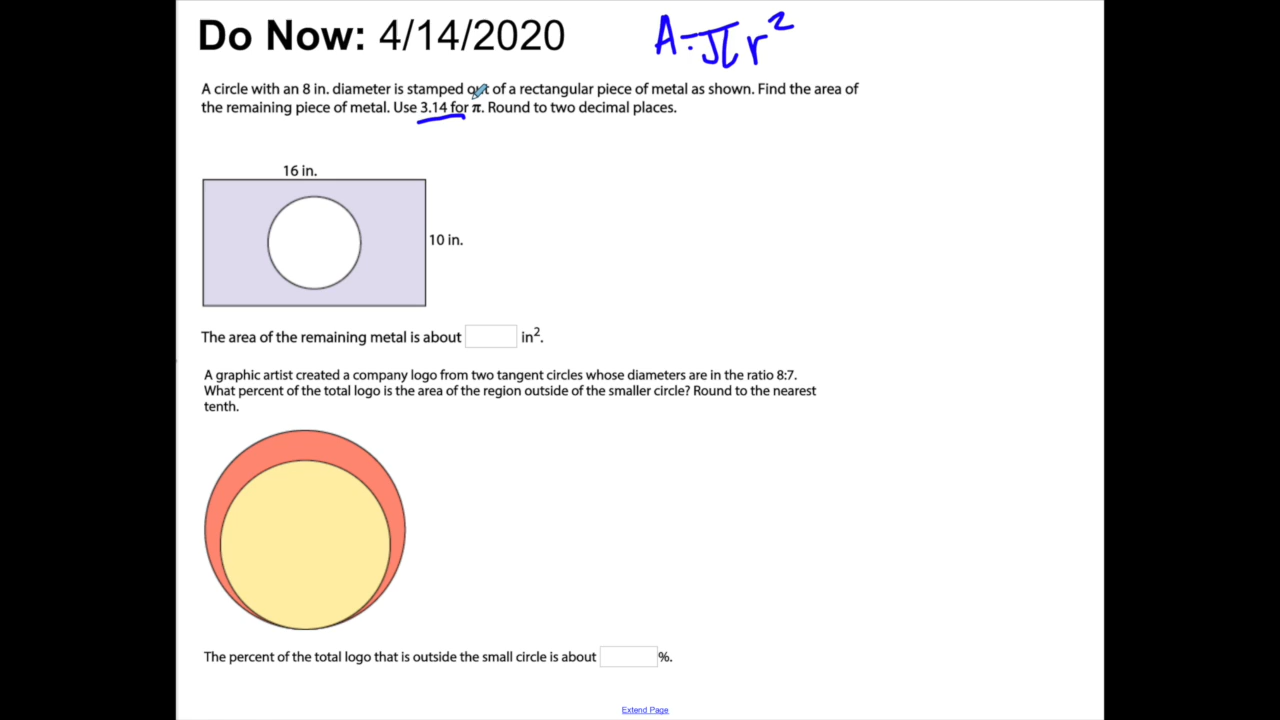 Do Now: 4/14/2020
A=πr²
A circle with an 8 in. diameter is stamped out of a rectangular piece of metal as shown. Find the area of
the remaining piece of metal. Use 3.14 for π. Round to two decimal places.
16 in.
10 in.
The area of the remaining metal is about in².
A graphic artist created a company logo from two tangent circles whose diameters are in the ratio 8:7.
What percent of the total logo is the area of the region outside of the smaller circle? Round to the nearest
tenth.
The percent of the total logo that is outside the small circle is about %.
Extend Page